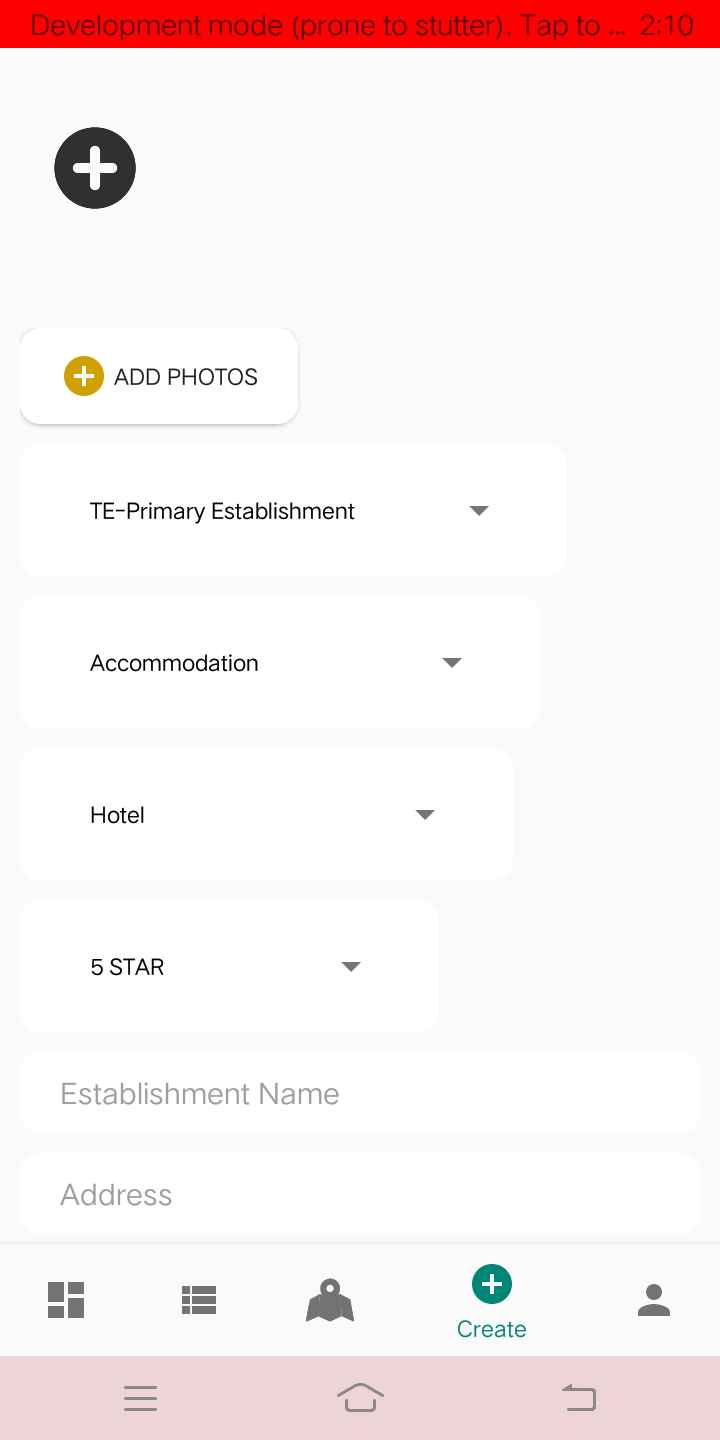 Development mode (prone to stutter). Tap to ... 2:10
ADD PHOTOS
TE-Primary Establishment
Accommodation
Hotel
5 STAR
Establishment Name
Address
Create